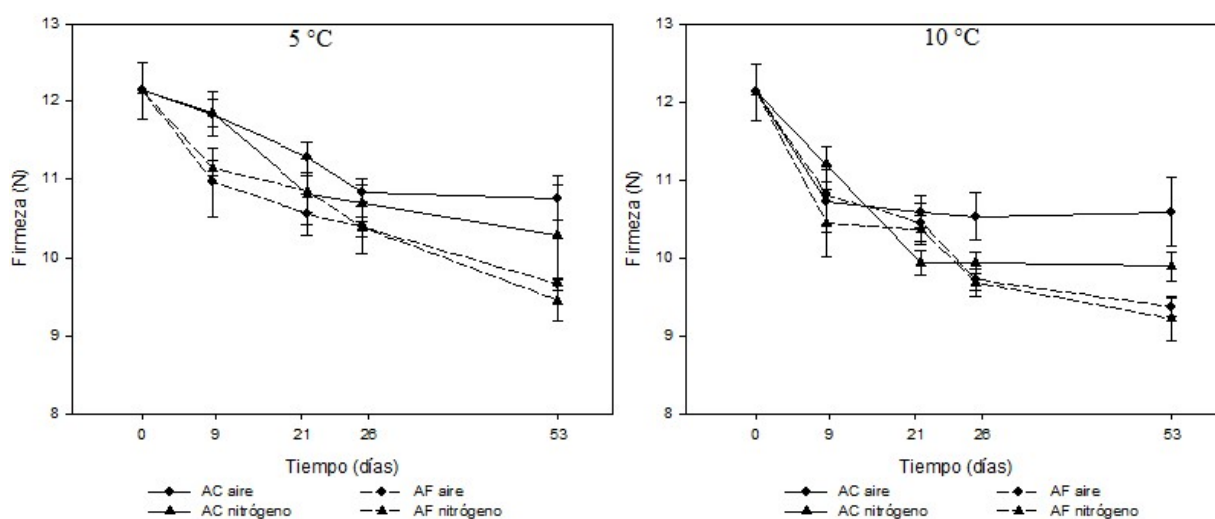 5 °C
13
12
11
10
9
8
Firmeza (N)
0 9 21 26 53
Tiempo (días)
AC aire AF aire
AC nitrógeno AF nitrógeno
10 °C
13
12
11
10
9
8
Firmeza (N)
0 9 21 26 53
Tiempo (días)
AC aire AF aire
AC nitrógeno AF nitrógeno